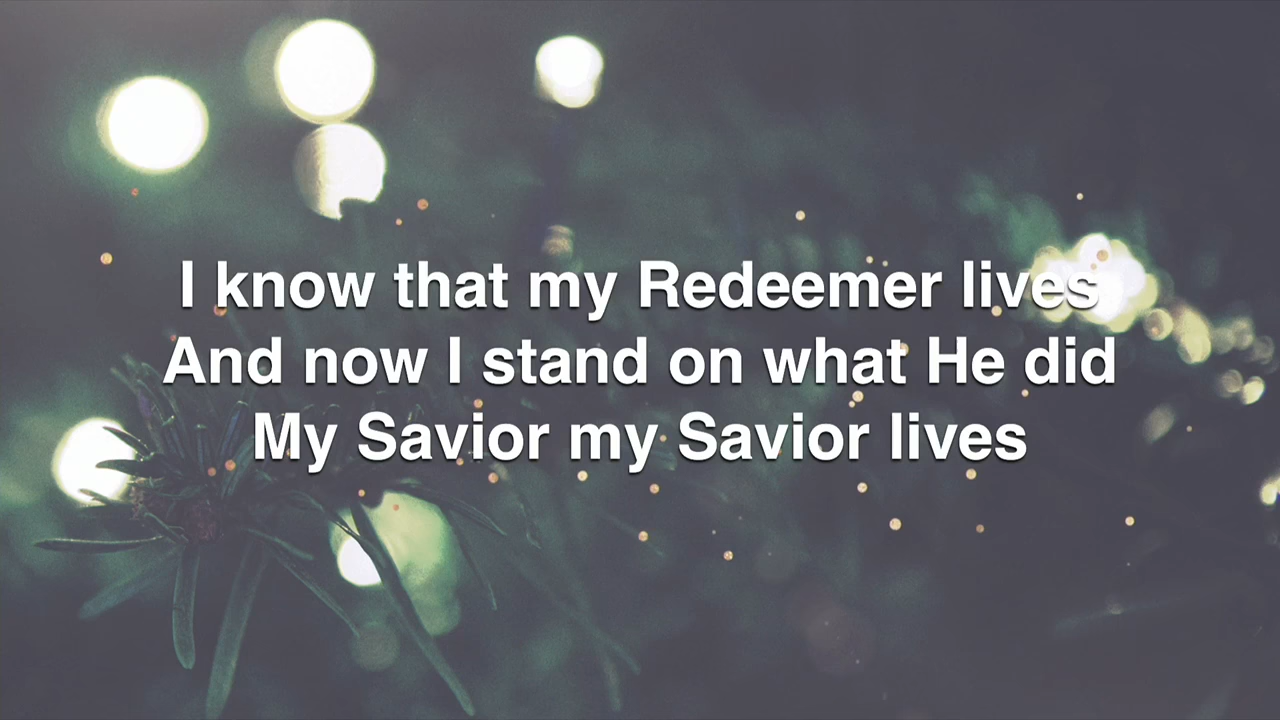 I know that my Redeemer lives
And now I stand on what He did
My Savior my Savior lives